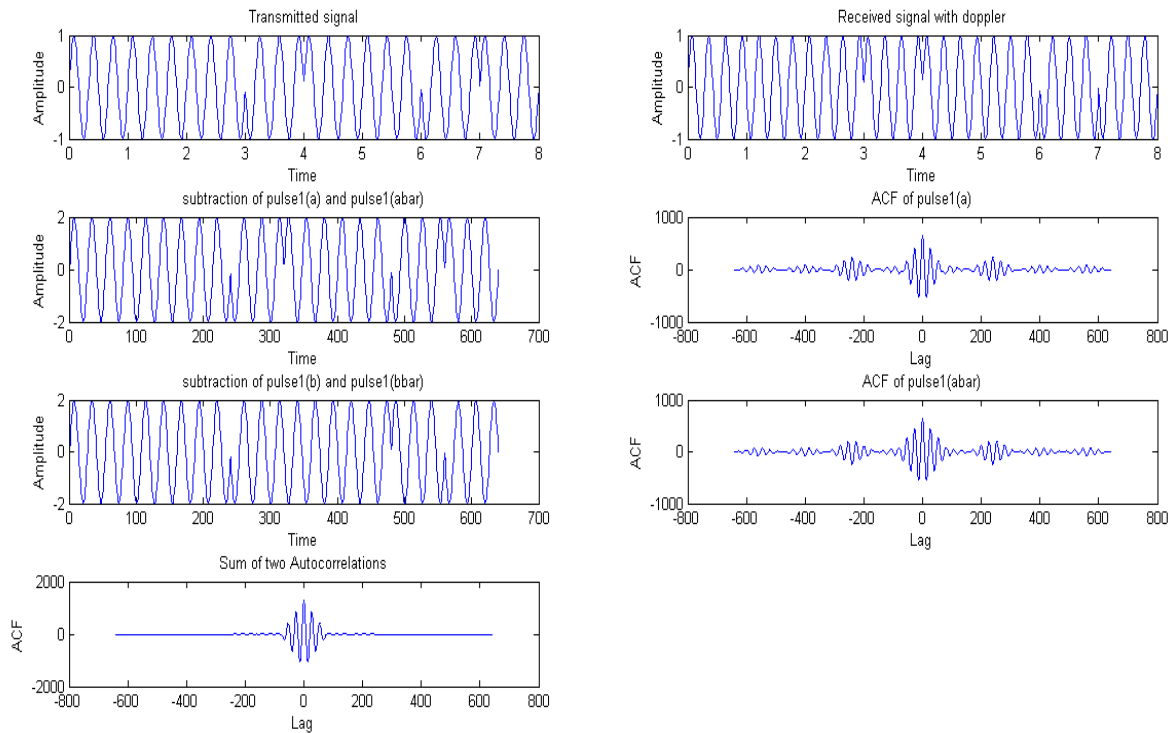 Transmitted signal
Amplitude
1
0
-1
0 1 2 3 4 5 6 7 8
Time
Received signal with doppler
Amplitude
1
0
-1
0 1 2 3 4 5 6 7 8
Time
subtraction of pulse1(a) and pulse1(abar)
Amplitude
2
0
-2
0 100 200 300 400 500 600 700
Time
ACF of pulse1(a)
ACF
1000
0
-1000
-800 -600 -400 -200 0 200 400 600 800
Lag
subtraction of pulse1(b) and pulse1(bbar)
Amplitude
2
0
-2
0 100 200 300 400 500 600 700
Time
ACF of pulse1(abar)
ACF
1000
0
-1000
-800 -600 -400 -200 0 200 400 600 800
Lag
Sum of two Autocorrelations
ACF
2000
0
-2000
-800 -600 -400 -200 0 200 400 600 800
Lag